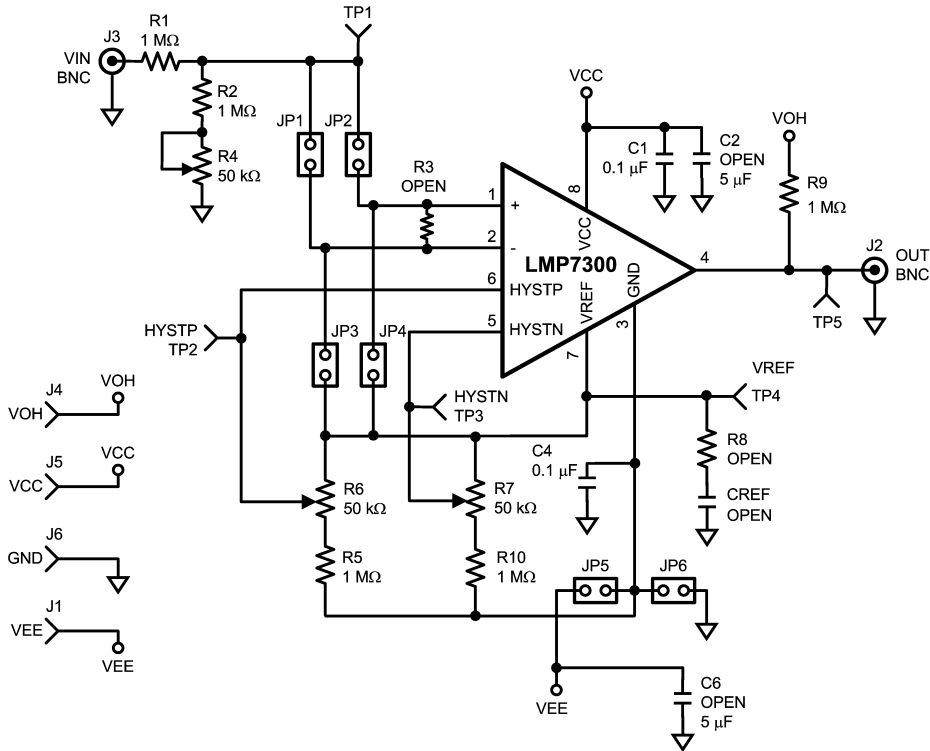 TP1
J3
VIN
BNC
R1
1 MΩ
R2
1 MΩ
R4
50 kΩ
JP1
JP2
R3
OPEN
VCC
C1
0.1 µF
C2
OPEN
5 µF
VOH
R9
1 MΩ
J2
OUT
BNC
TP5
1
+
2
-
6
HYSTP
5
HYSTN
8
VCC
LMP7300
VREF
7
GND
3
4
HYSTP
TP2
JP3
JP4
HYSTN
TP3
VREF
TP4
R8
OPEN
CREF
OPEN
C4
0.1 µF
R6
50 kΩ
R7
50 kΩ
R5
1 MΩ
R10
1 MΩ
JP5
JP6
VEE
C6
OPEN
5 µF
J4
VOH
VOH
J5
VCC
VCC
J6
GND
J1
VEE
VEE